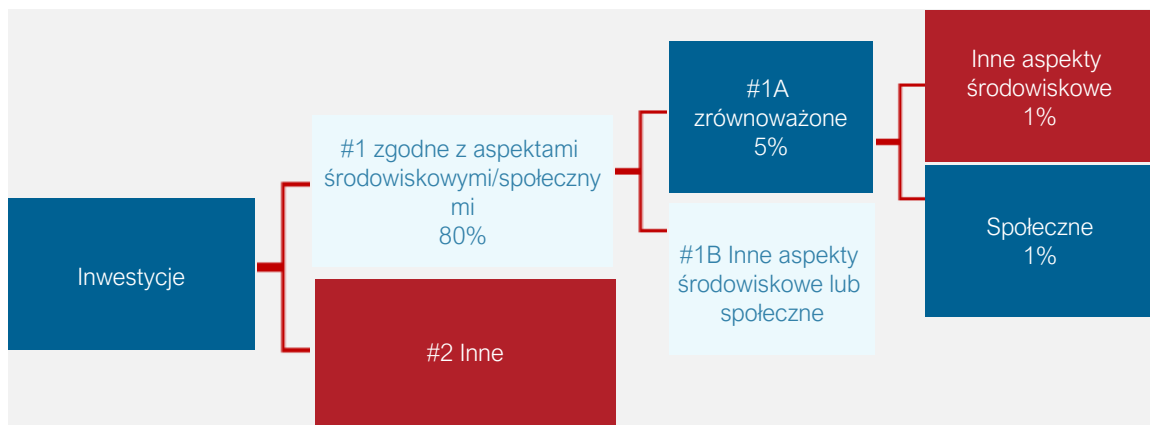 Inwestycje
#1 zgodne z aspektami
środowiskowymi/społeczny
mi
80%
#2 Inne
#1A
zrównoważone
5%
#1B Inne aspekty
środowiskowe lub
społeczne
Inne aspekty
środowiskowe
1%
Społeczne
1%